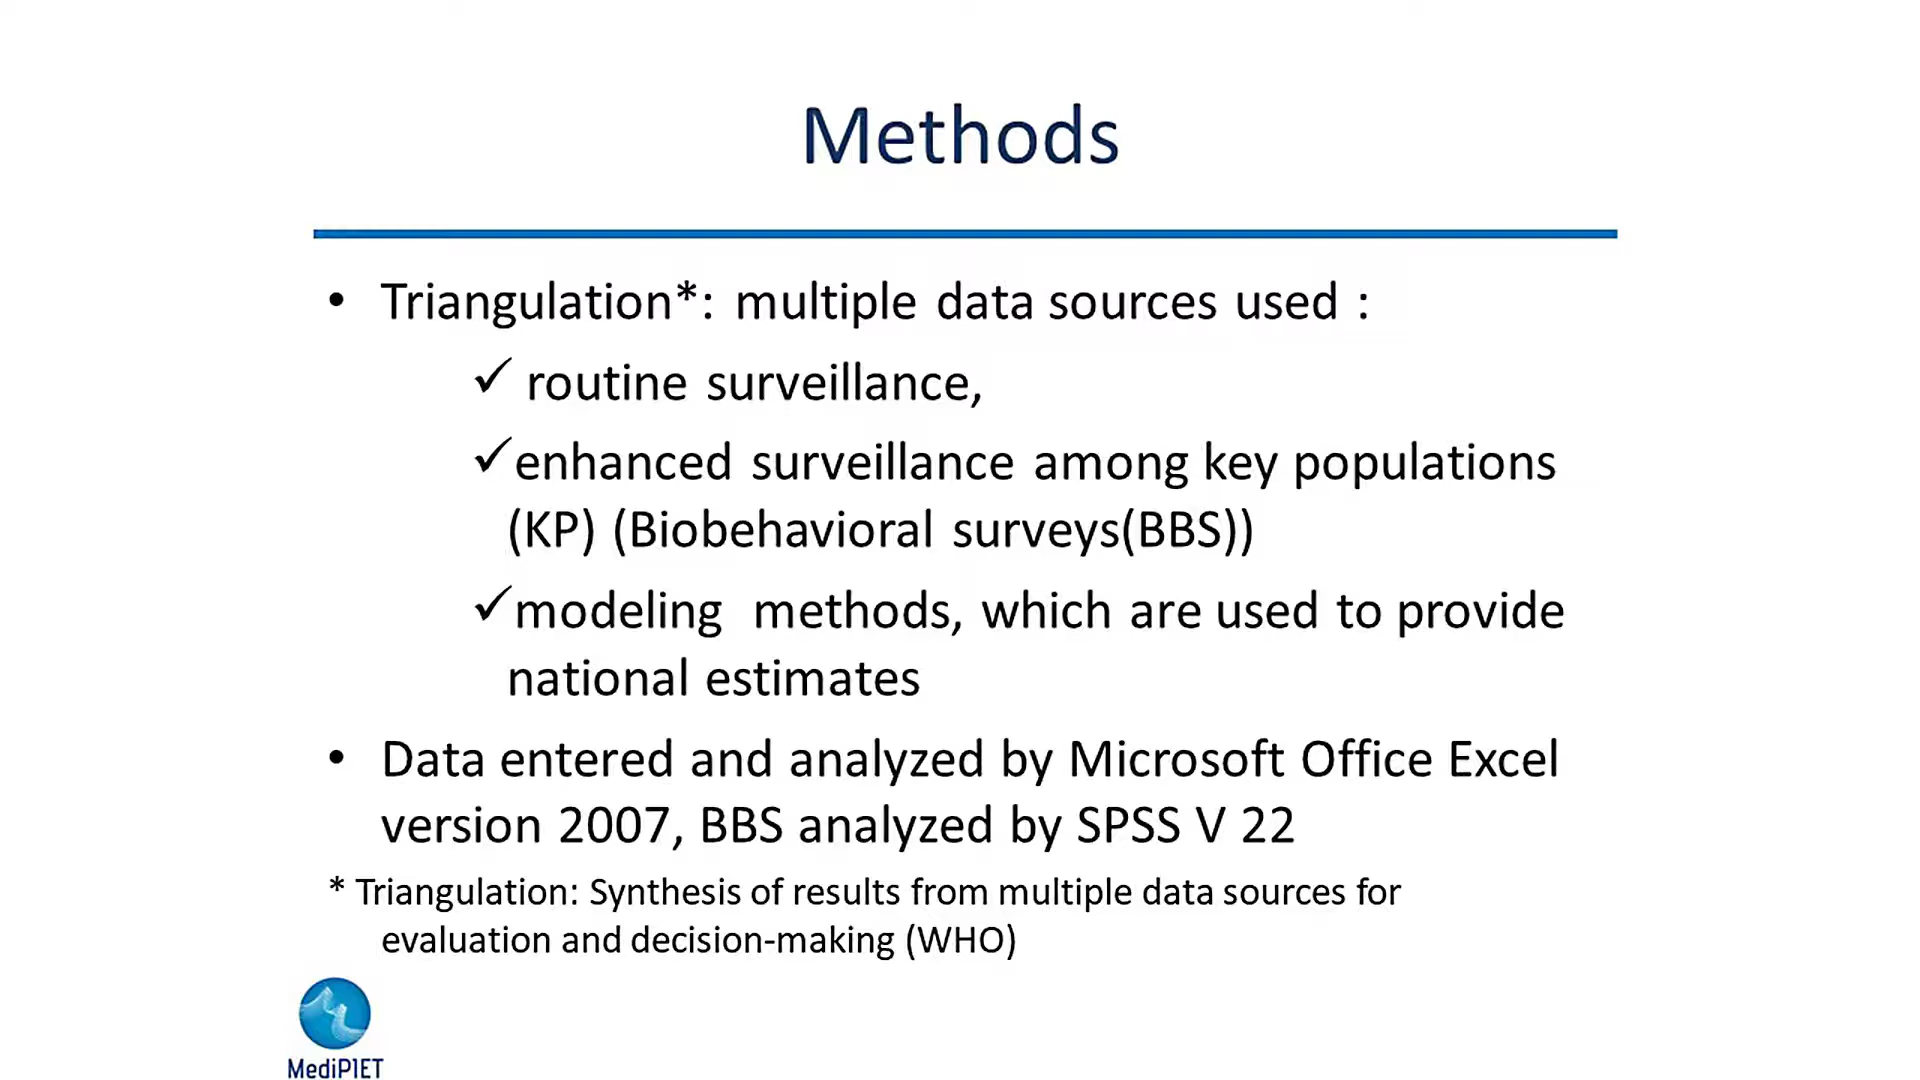 Methods
• Triangulation*: multiple data sources used :
✓ routine surveillance,
✓enhanced surveillance among key populations
(KP) (Biobehavioral surveys(BBS))
✓modeling methods, which are used to provide
national estimates
• Data entered and analyzed by Microsoft Office Excel
version 2007, BBS analyzed by SPSS V 22
* Triangulation: Synthesis of results from multiple data sources for
evaluation and decision-making (WHO)
MediPIET